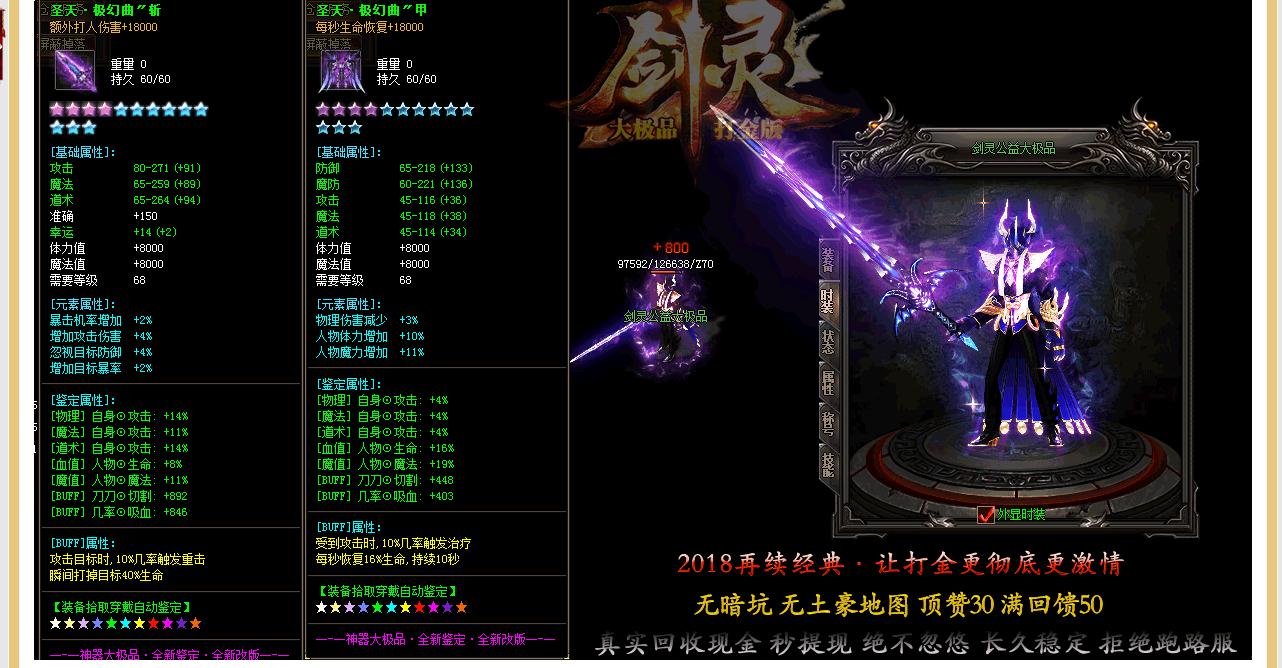 圣天·极幻曲〃斩
额外打人伤害+18000
屏蔽掉落
重量 0
持久 60/60
[基础属性]:
攻击 80-271 (+91)
魔法 65-259 (+89)
道术 65-264 (+94)
准确 +150
幸运 +14 (+2)
体力值 +8000
魔法值 +8000
需要等级 68
[元素属性]:
暴击机率增加 +2%
增加攻击伤害 +4%
忽视目标防御 +4%
增加目标暴率 +2%
[鉴定属性]:
[物理] 自身⊙攻击: +14%
[魔法] 自身⊙攻击: +11%
[道术] 自身⊙攻击: +14%
[血值] 人物⊙生命: +8%
[魔值] 人物⊙魔法: +11%
[BUFF] 刀刀⊙切割: +892
[BUFF] 几率⊙吸血: +846
[BUFF]属性:
攻击目标时,10%几率触发重击
瞬间打掉目标40%生命
【装备拾取穿戴自动鉴定】
—-—神器大极品·全新鉴定·全新改版—-—
圣天·极幻曲〃甲
每秒生命恢复+18000
屏蔽掉落
重量 0
持久 60/60
[基础属性]:
防御 65-218 (+133)
魔防 60-221 (+136)
攻击 45-116 (+36)
魔法 45-118 (+38)
道术 45-114 (+34)
体力值 +8000
魔法值 +8000
需要等级 68
[元素属性]:
物理伤害减少 +3%
人物体力增加 +10%
人物魔力增加 +11%
[鉴定属性]:
[物理] 自身⊙攻击: +4%
[魔法] 自身⊙攻击: +4%
[道术] 自身⊙攻击: +4%
[血值] 人物⊙生命: +16%
[魔值] 人物⊙魔法: +19%
[BUFF] 刀刀⊙切割: +448
[BUFF] 几率⊙吸血: +403
[BUFF]属性:
受到攻击时,10%几率触发治疗
每秒恢复16%生命,持续10秒
【装备拾取穿戴自动鉴定】
—-—神器大极品·全新鉴定·全新改版—-—
剑灵
大极品 打金版
+800
97592/126638/Z70
剑灵公益大极品
剑灵公益大极品
装备
时装
状态
属性
称号
技能
外显时装
2018再续经典·让打金更彻底更激情
无暗坑 无土豪地图 顶赞30 满回馈50
真实回收现金 秒提现 绝不忽悠 长久稳定 拒绝跑路服